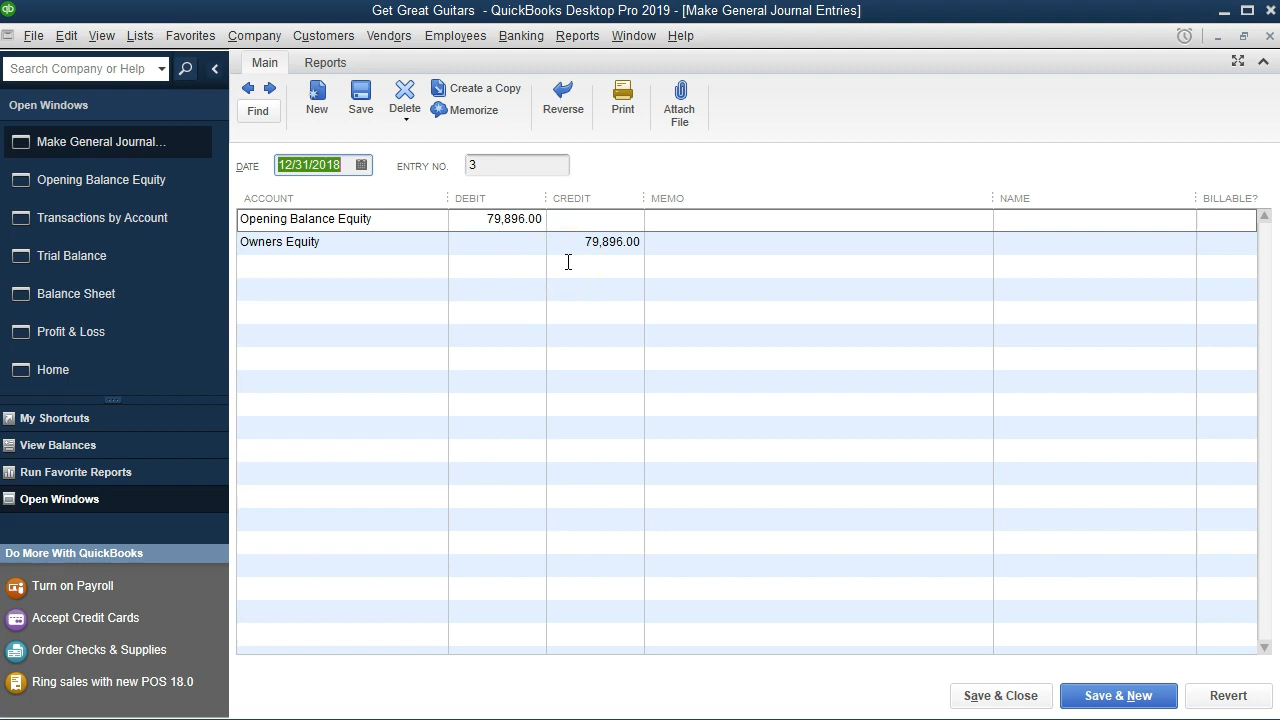 qb Get Great Guitars - QuickBooks Desktop Pro 2019 - [Make General Journal Entries]
File Edit View Lists Favorites Company Customers Vendors Employees Banking Reports Window Help
Search Company or Help
Main Reports
Find New Save Delete Create a Copy Memorize Reverse Print Attach File
Open Windows
Make General Journal...
Opening Balance Equity
Transactions by Account
Trial Balance
Balance Sheet
Profit & Loss
Home
My Shortcuts
View Balances
Run Favorite Reports
Open Windows
Do More With QuickBooks
Turn on Payroll
Accept Credit Cards
Order Checks & Supplies
Ring sales with new POS 18.0
DATE 12/31/2018 ENTRY NO. 3
ACCOUNT DEBIT CREDIT MEMO NAME BILLABLE?
Opening Balance Equity 79,896.00
Owners Equity 79,896.00
Save & Close Save & New Revert